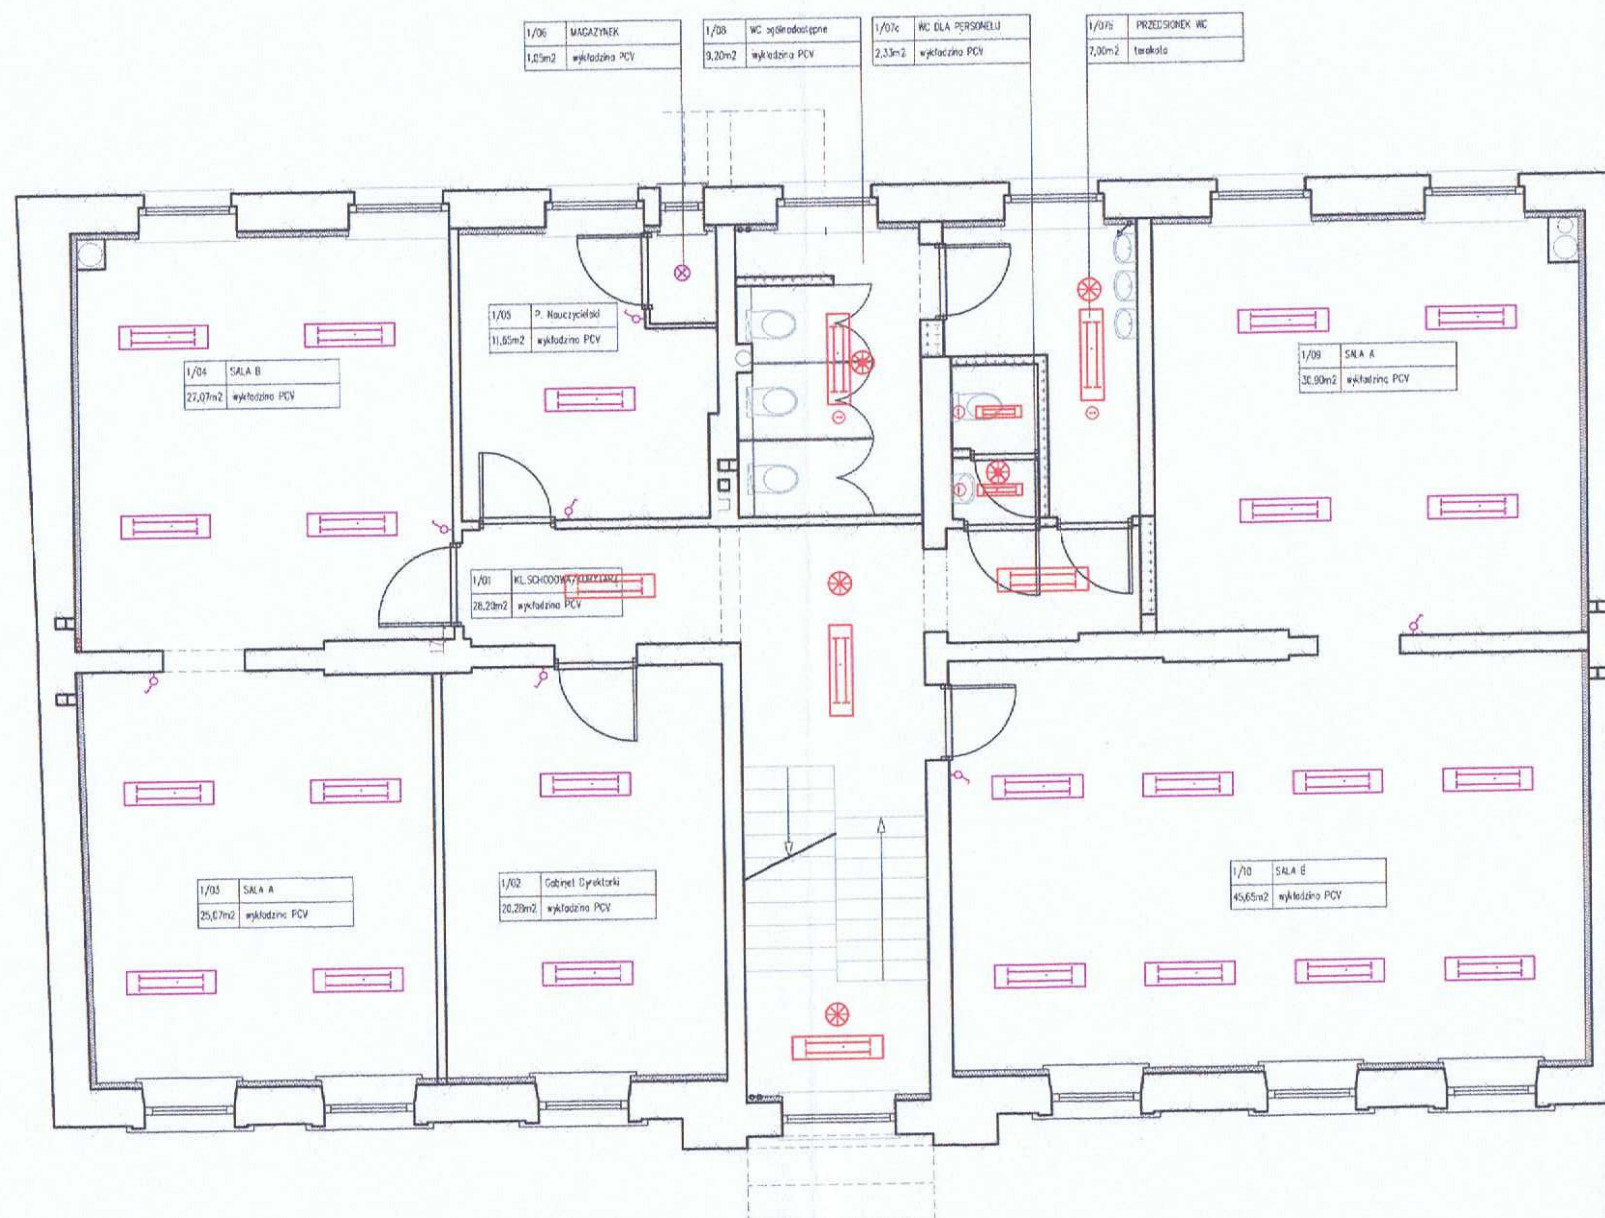 1/06 MAGAZYNEK
1,05m2 wykładzina PCV
1/08 WC ogólnodostępne
9,20m2 wykładzina PCV
1/07c WC DLA PERSONELU
2,33m2 wykładzina PCV
PRZEDSIONEK WC
7,00m2 terakota
1/05 P. Nauczycielski
11,65m2 wykładzina PCV
1/04 SALA B
27,07m2 wykładzina PCV
1/09 SALA A
30,90m2 wykładzina PCV
1/01 KL.SCHODOWA/
28,20m2 wykładzina PCV
1/03 SALA A
25,07m2 wykładzina PCV
1/02 Gabinet Dyrektorki
20,28m2 wykładzina PCV
1/10 SALA B
45,65m2 wykładzina PCV